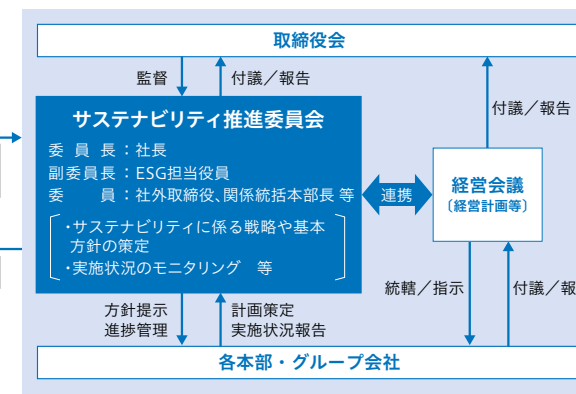 取締役会
監督
付議／報告
付議／報告
サステナビリティ推進委員会
委員長：社長
副委員長：ESG担当役員
委員：社外取締役、関係統括本部長 等
・サステナビリティに係る戦略や基本
方針の策定
・実施状況のモニタリング 等
連携
経営会議
〔経営計画等〕
方針提示
進捗管理
計画策定
実施状況報告
統轄／指示
付議／報
各本部・グループ会社